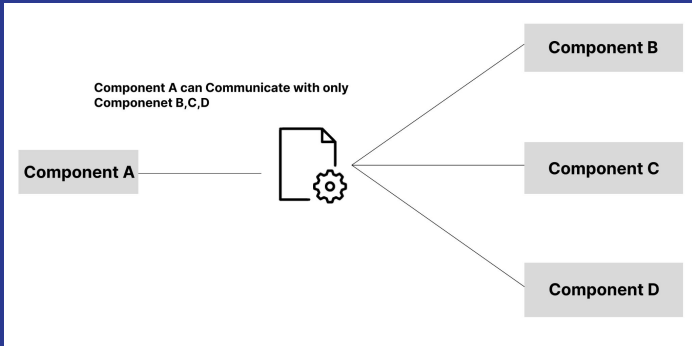 Component B
Component A can Communicate with only
Componenet B,C,D
Component A
Component C
Component D